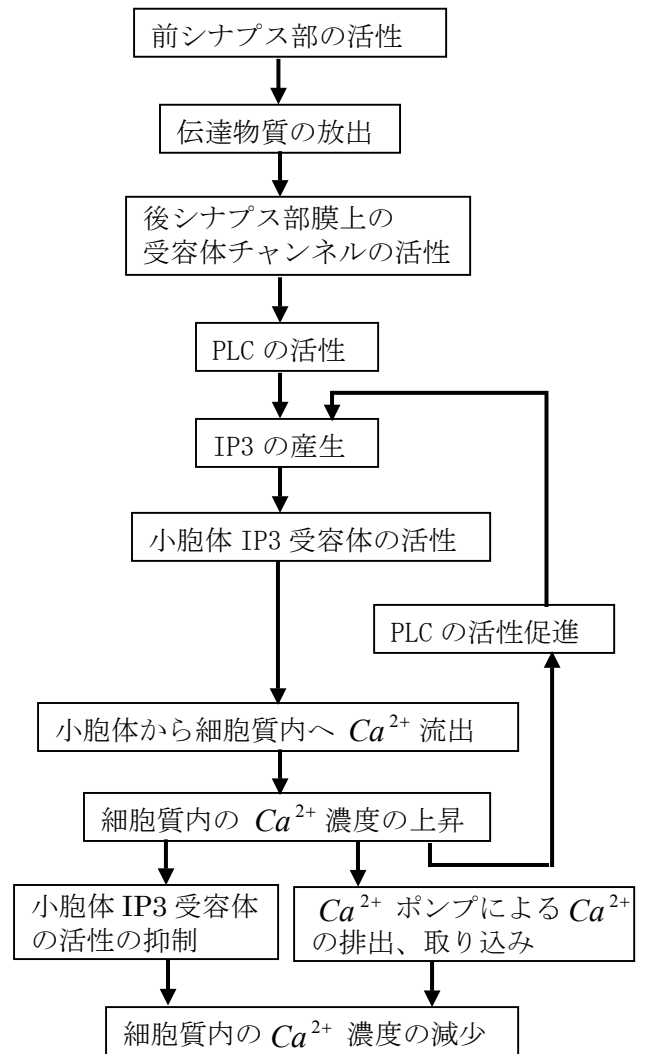 前シナプス部の活性
伝達物質の放出
後シナプス部膜上の
受容体チャンネルの活性
PLC の活性
IP3 の産生
小胞体 IP3 受容体の活性
PLC の活性促進
小胞体から細胞質内へ Ca²⁺ 流出
細胞質内の Ca²⁺ 濃度の上昇
小胞体 IP3 受容体
の活性の抑制
Ca²⁺ ポンプによる Ca²⁺
の排出、取り込み
細胞質内の Ca²⁺ 濃度の減少